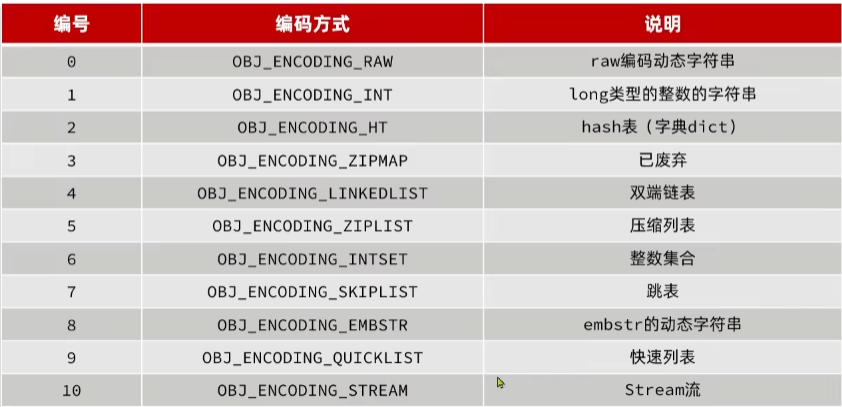 编号 编码方式 说明
0 OBJ_ENCODING_RAW raw编码动态字符串
1 OBJ_ENCODING_INT long类型的整数的字符串
2 OBJ_ENCODING_HT hash表（字典dict）
3 OBJ_ENCODING_ZIPMAP 已废弃
4 OBJ_ENCODING_LINKEDLIST 双端链表
5 OBJ_ENCODING_ZIPLIST 压缩列表
6 OBJ_ENCODING_INTSET 整数集合
7 OBJ_ENCODING_SKIPLIST 跳表
8 OBJ_ENCODING_EMBSTR embstr的动态字符串
9 OBJ_ENCODING_QUICKLIST 快速列表
10 OBJ_ENCODING_STREAM Stream流